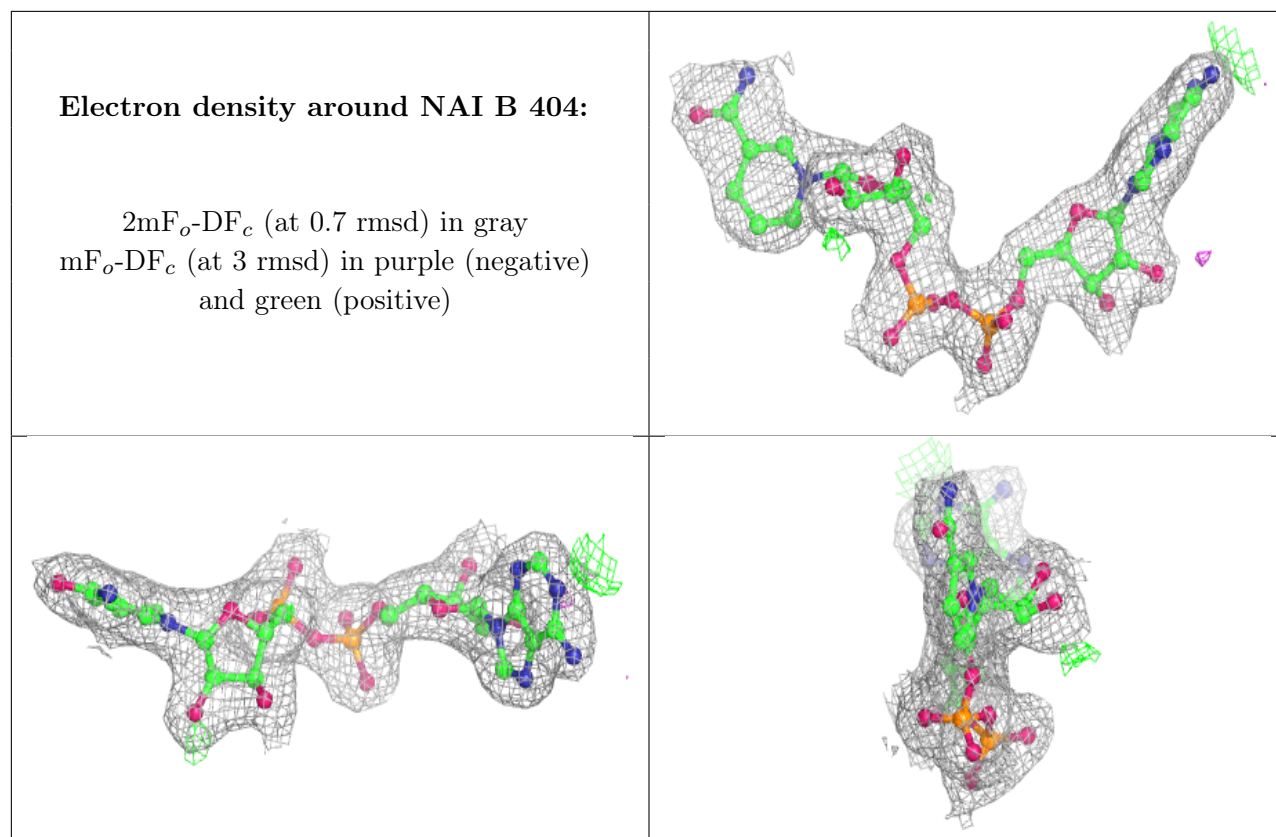 Electron density around NAI B 404:
2mFo-DFc (at 0.7 rmsd) in gray
mFo-DFc (at 3 rmsd) in purple (negative)
and green (positive)